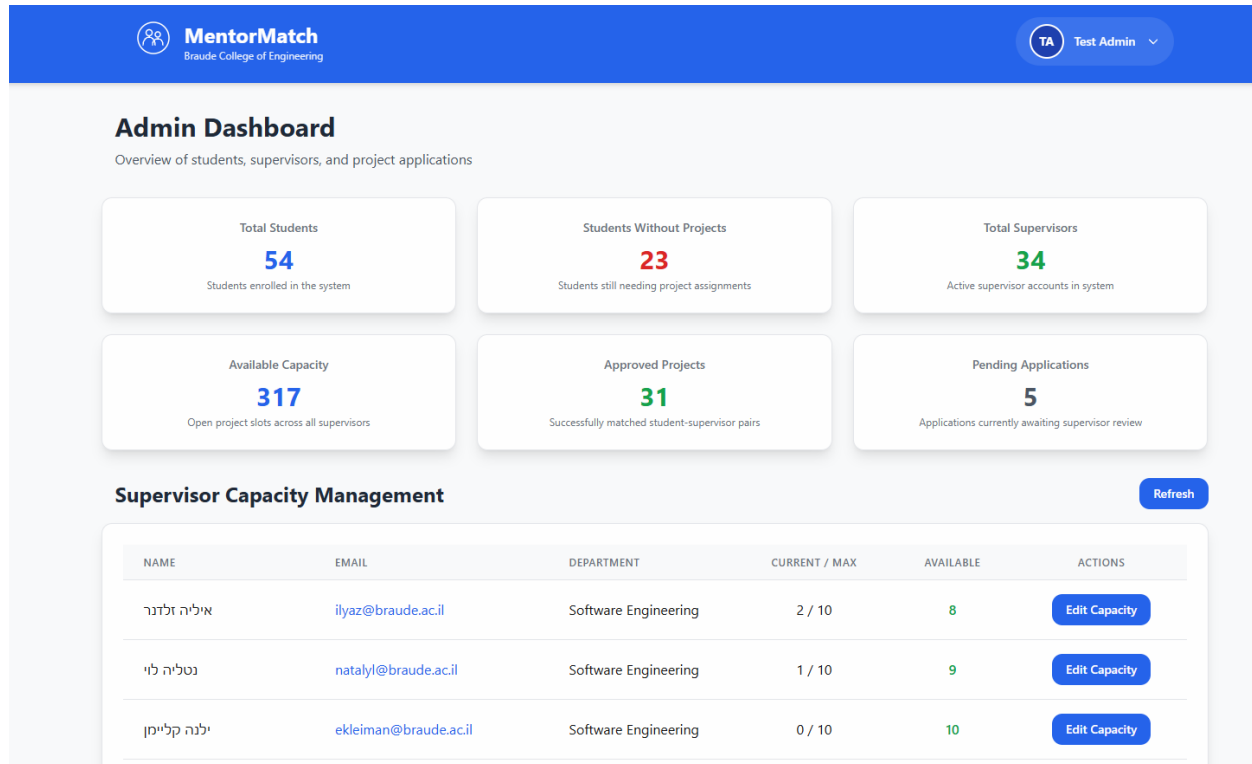 MentorMatch
Braude College of Engineering
TA Test Admin
Admin Dashboard
Overview of students, supervisors, and project applications
Total Students
54
Students enrolled in the system
Students Without Projects
23
Students still needing project assignments
Total Supervisors
34
Active supervisor accounts in system
Available Capacity
317
Open project slots across all supervisors
Approved Projects
31
Successfully matched student-supervisor pairs
Pending Applications
5
Applications currently awaiting supervisor review
Supervisor Capacity Management
Refresh
NAME EMAIL DEPARTMENT CURRENT / MAX AVAILABLE ACTIONS
איליה זלדנר ilyaz@braude.ac.il Software Engineering 2 / 10 8 Edit Capacity
נטליה לוי natalyl@braude.ac.il Software Engineering 1 / 10 9 Edit Capacity
ילנה קליימן ekleiman@braude.ac.il Software Engineering 0 / 10 10 Edit Capacity